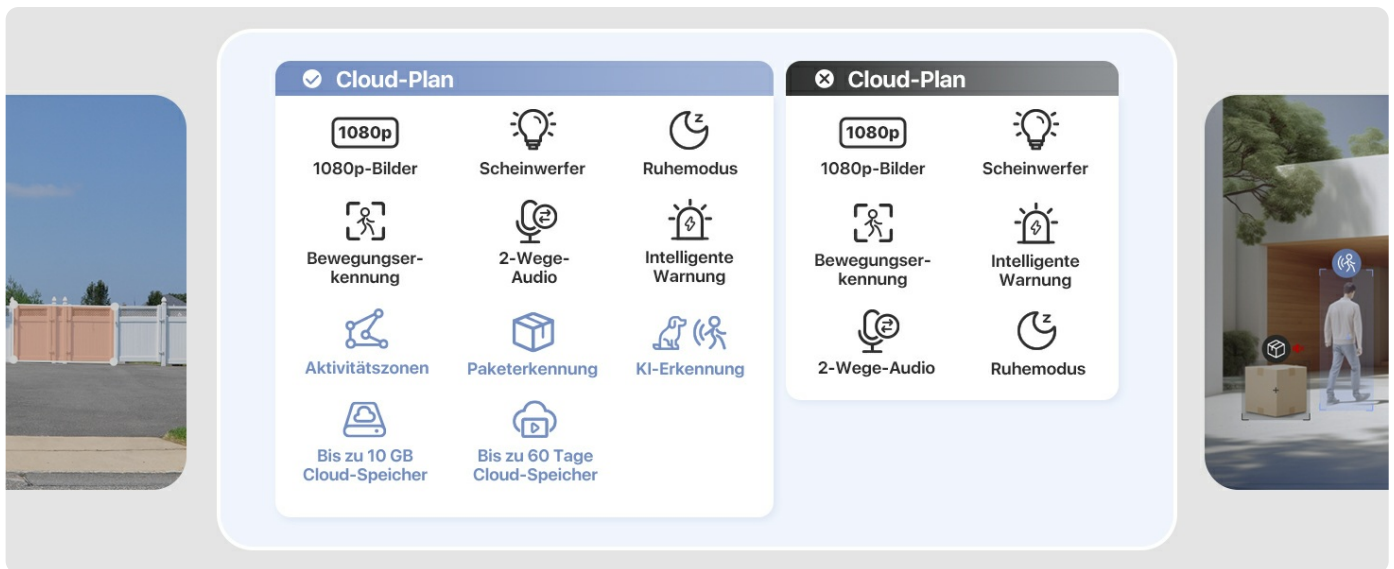 Cloud-Plan
1080p
1080p-Bilder
Scheinwerfer
z
Ruhemodus
Bewegungser-
kennung
2-Wege-
Audio
Intelligente
Warnung
Aktivitätszonen
Paketerkennung
KI-Erkennung
Bis zu 10 GB
Cloud-Speicher
Bis zu 60 Tage
Cloud-Speicher
Cloud-Plan
1080p
1080p-Bilder
Scheinwerfer
Bewegungser-
kennung
Intelligente
Warnung
2-Wege-Audio
z
Ruhemodus